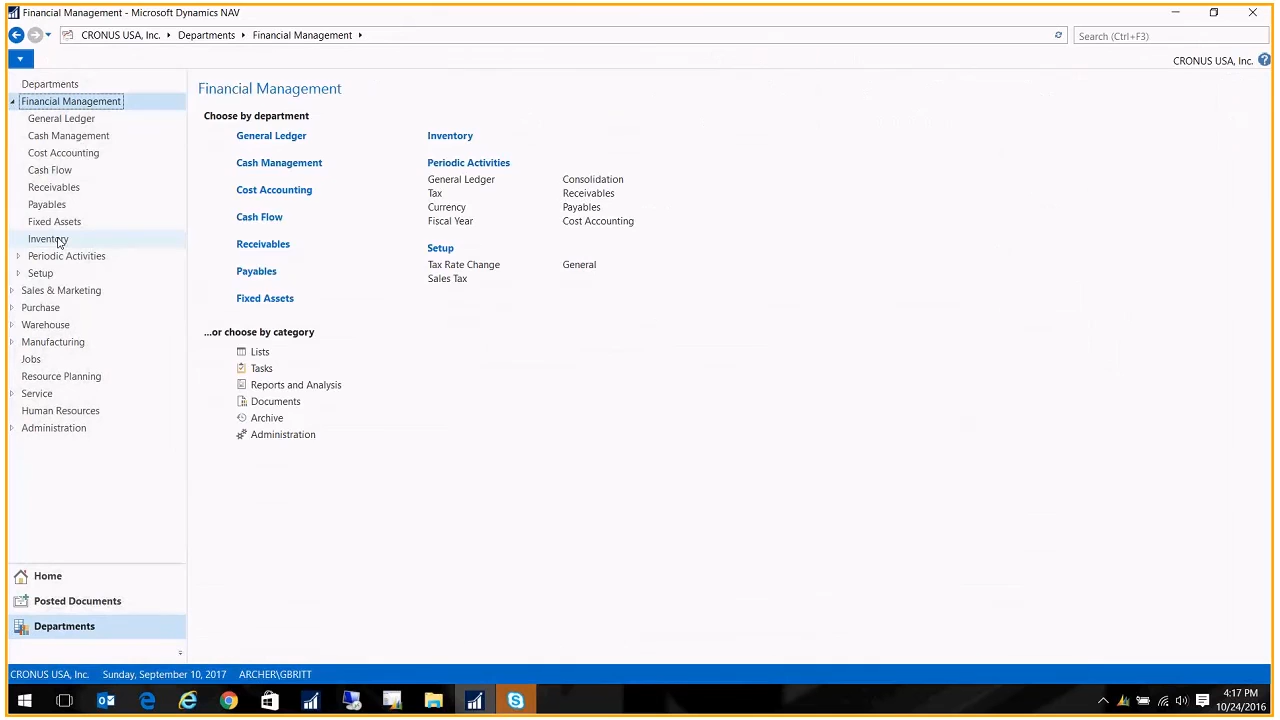 Financial Management - Microsoft Dynamics NAV
CRONUS USA, Inc. Departments Financial Management
Search (Ctrl+F3)
CRONUS USA, Inc.
Departments
Financial Management
General Ledger
Cash Management
Cost Accounting
Cash Flow
Receivables
Payables
Fixed Assets
Inventory
Periodic Activities
Setup
Sales & Marketing
Purchase
Warehouse
Manufacturing
Jobs
Resource Planning
Service
Human Resources
Administration
Home
Posted Documents
Departments
Financial Management
Choose by department
General Ledger
Cash Management
Cost Accounting
Cash Flow
Receivables
Payables
Fixed Assets
Inventory
Periodic Activities
General Ledger Consolidation
Tax Receivables
Currency Payables
Fiscal Year Cost Accounting
Setup
Tax Rate Change General
Sales Tax
...or choose by category
Lists
Tasks
Reports and Analysis
Documents
Archive
Administration
CRONUS USA, Inc. Sunday, September 10, 2017 ARCHER\GBRITT
4:17 PM
10/24/2016